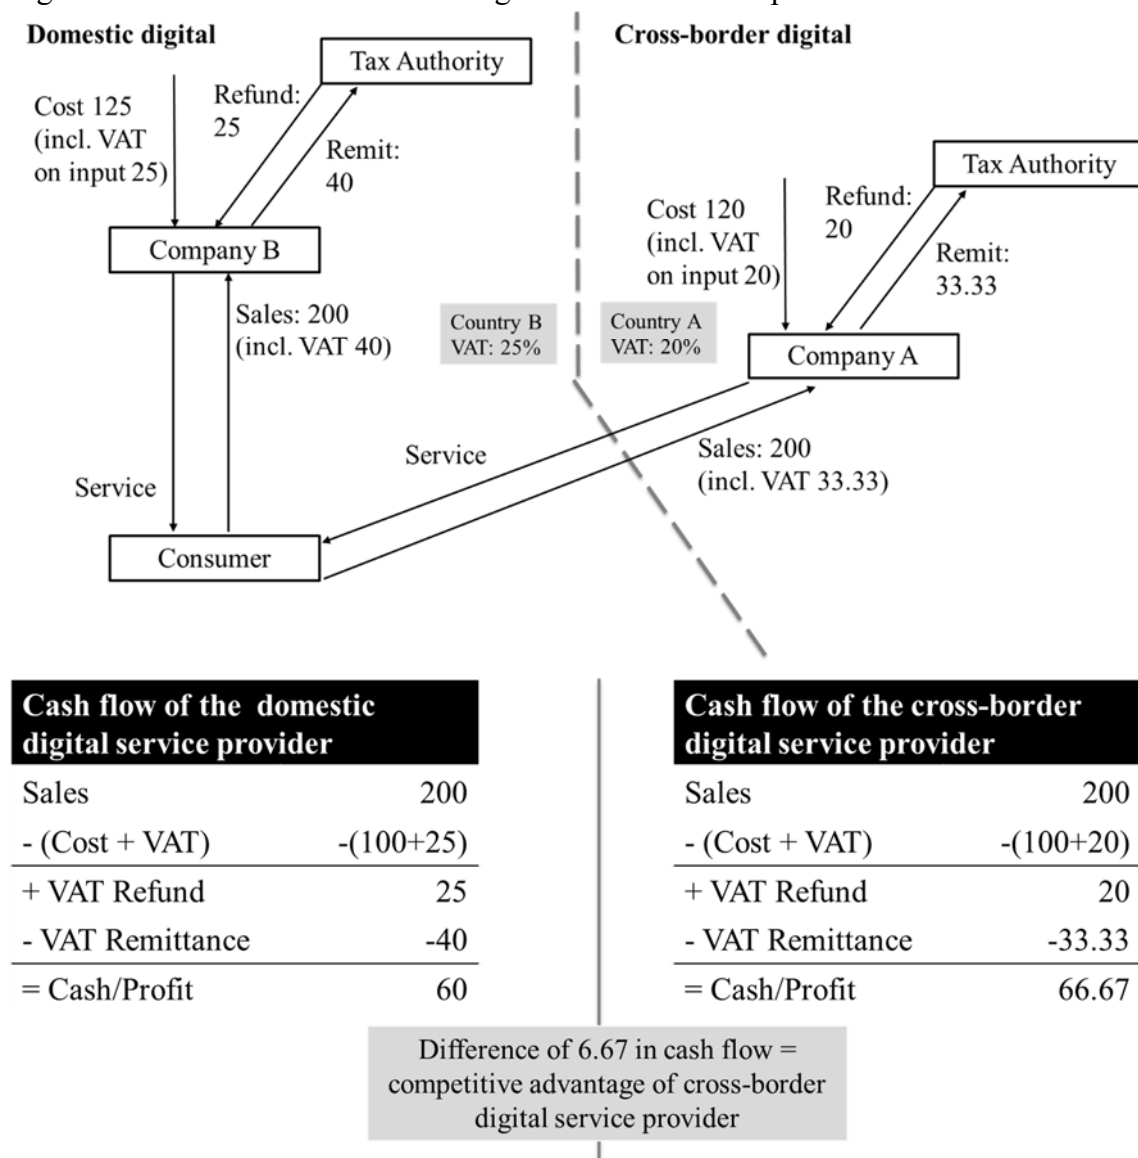 Domestic digital
Cross-border digital
Tax Authority
Cost 125
(incl. VAT
on input 25)
Refund:
25
Remit:
40
Company B
Sales: 200
(incl. VAT 40)
Service
Consumer
Country B
VAT: 25%
Country A
VAT: 20%
Tax Authority
Cost 120
(incl. VAT
on input 20)
Refund:
20
Remit:
33.33
Company A
Service
Sales: 200
(incl. VAT 33.33)
Cash flow of the domestic
digital service provider
Sales 200
- (Cost + VAT) -(100+25)
+ VAT Refund 25
- VAT Remittance -40
= Cash/Profit 60
Cash flow of the cross-border
digital service provider
Sales 200
- (Cost + VAT) -(100+20)
+ VAT Refund 20
- VAT Remittance -33.33
= Cash/Profit 66.67
Difference of 6.67 in cash flow =
competitive advantage of cross-border
digital service provider